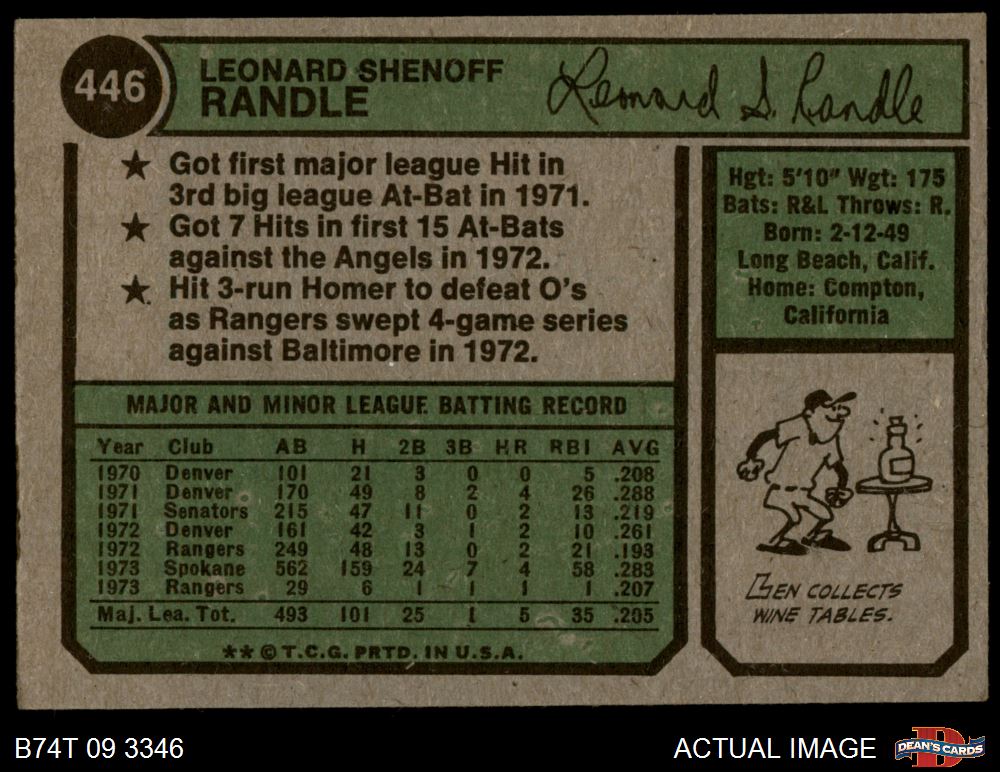 446
LEONARD SHENOFF
RANDLE
Leonard S. Randle
★ Got first major league Hit in
3rd big league At-Bat in 1971.
★ Got 7 Hits in first 15 At-Bats
against the Angels in 1972.
★ Hit 3-run Homer to defeat O's
as Rangers swept 4-game series
against Baltimore in 1972.
Hgt: 5'10" Wgt: 175
Bats: R&L Throws: R.
Born: 2-12-49
Long Beach, Calif.
Home: Compton,
California
MAJOR AND MINOR LEAGUE BATTING RECORD
Year Club AB H 2B 3B HR RBI AVG
1970 Denver 101 21 3 0 0 5 .208
1971 Denver 170 49 8 2 4 26 .288
1971 Senators 215 47 11 0 2 13 .219
1972 Denver 161 42 3 1 2 10 .261
1972 Rangers 249 48 13 0 2 21 .193
1973 Spokane 562 159 24 7 4 58 .283
1973 Rangers 29 6 1 1 1 1 .207
Maj. Lea. Tot. 493 101 25 1 5 35 .205
** © T.C.G. PRTD. IN U.S.A.
LEN COLLECTS
WINE TABLES.
B74T 09 3346
ACTUAL IMAGE
D
DEAN'S CARDS